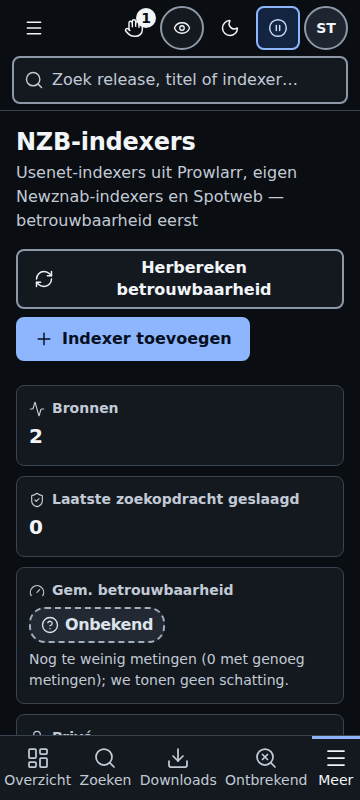 1
ST
Zoek release, titel of indexer...
NZB-indexers
Usenet-indexers uit Prowlarr, eigen
Newznab-indexers en Spotweb —
betrouwbaarheid eerst
Herbereken
betrouwbaarheid
Indexer toevoegen
Bronnen
2
Laatste zoekopdracht geslaagd
0
Gem. betrouwbaarheid
Onbekend
Nog te weinig metingen (0 met genoeg
metingen); we tonen geen schatting.
Privé
Overzicht
Zoeken
Downloads
Ontbrekend
Meer